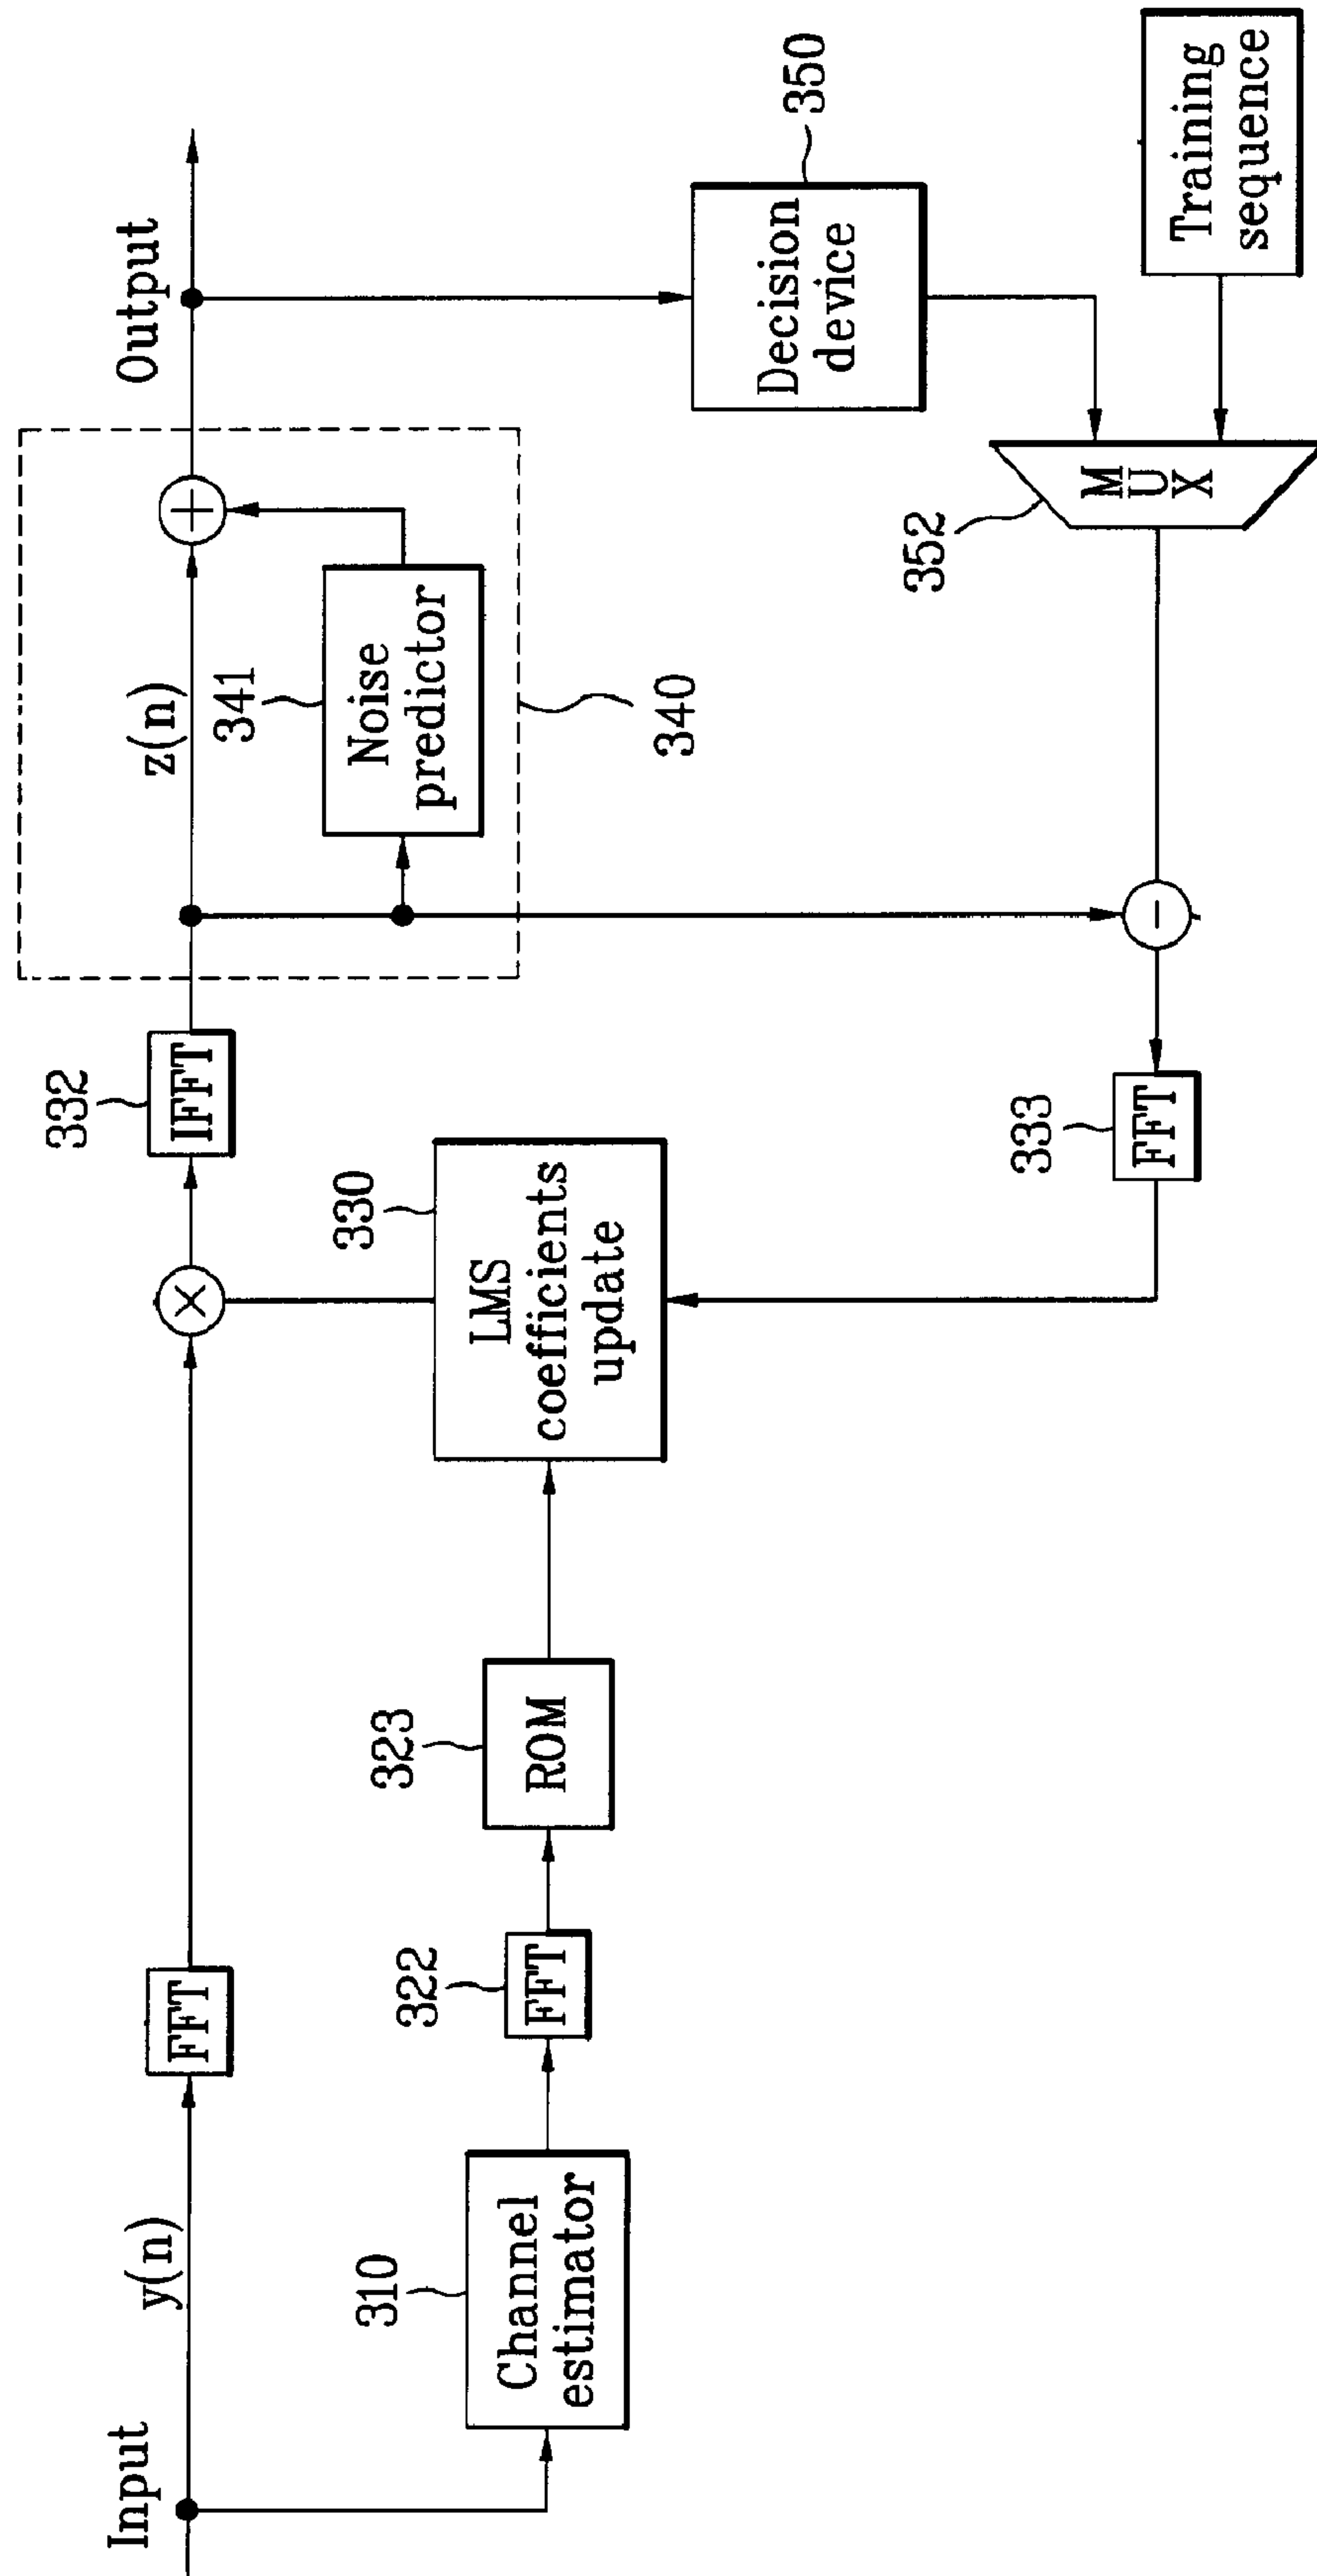 Input
y(n)
FFT
310
Channel
estimator
322
FFT
323
ROM
330
LMS
coefficients
update
332
IFFT
z(n)
341
Noise
predictor
340
Output
350
Decision
device
352
MUX
Training
sequence
333
FFT